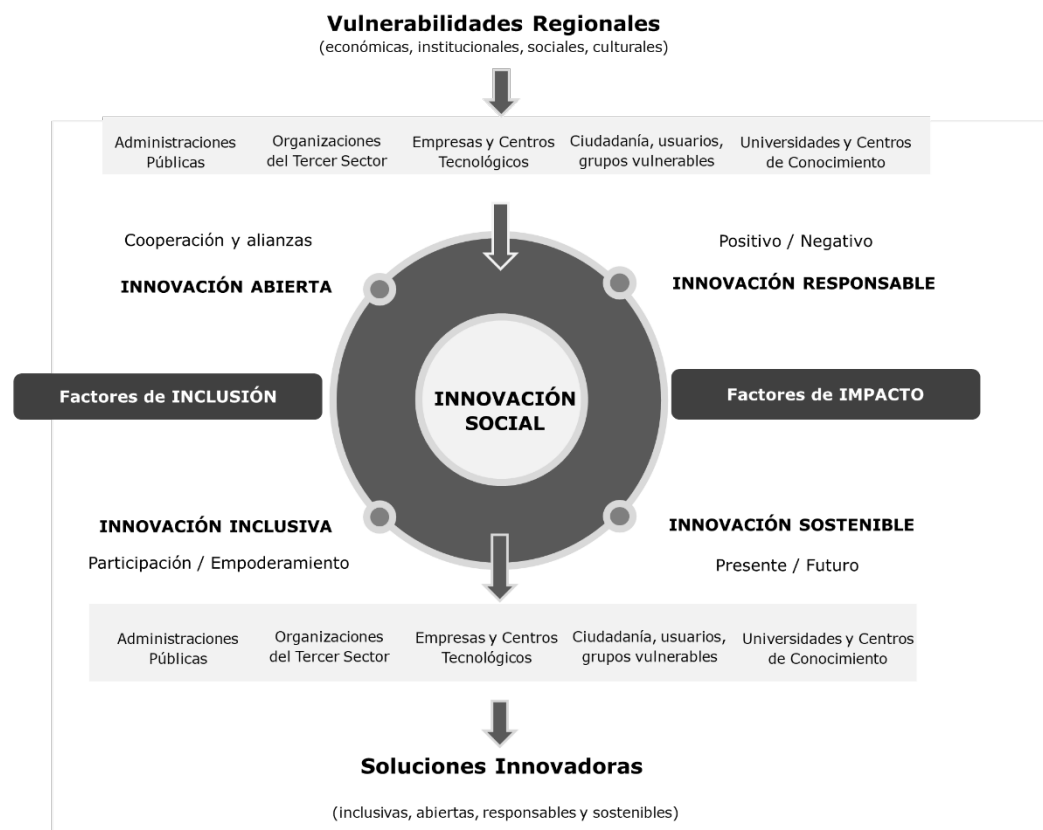 Vulnerabilidades Regionales
(económicas, institucionales, sociales, culturales)
Administraciones
Públicas
Organizaciones
del Tercer Sector
Empresas y Centros
Tecnológicos
Ciudadanía, usuarios,
grupos vulnerables
Universidades y Centros
de Conocimiento
Cooperación y alianzas
INNOVACIÓN ABIERTA
Positivo / Negativo
INNOVACIÓN RESPONSABLE
Factores de INCLUSIÓN
INNOVACIÓN
SOCIAL
Factores de IMPACTO
INNOVACIÓN INCLUSIVA
Participación / Empoderamiento
INNOVACIÓN SOSTENIBLE
Presente / Futuro
Administraciones
Públicas
Organizaciones
del Tercer Sector
Empresas y Centros
Tecnológicos
Ciudadanía, usuarios,
grupos vulnerables
Universidades y Centros
de Conocimiento
Soluciones Innovadoras
(inclusivas, abiertas, responsables y sostenibles)